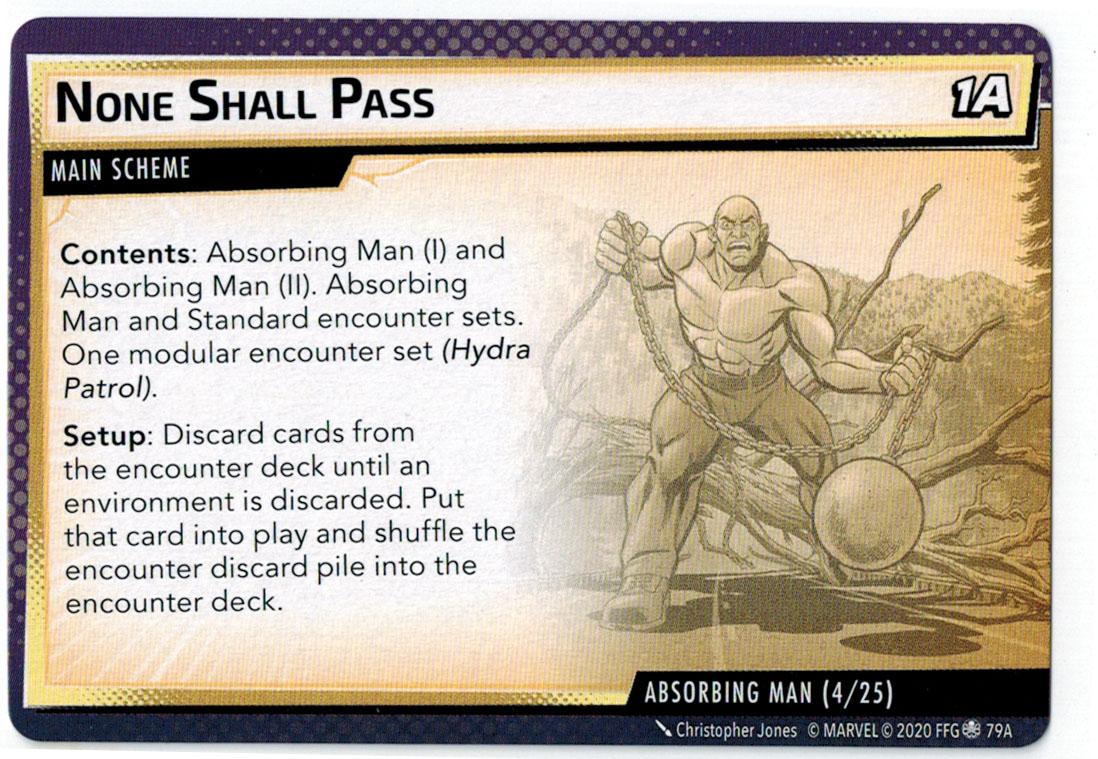 None Shall Pass
1A
MAIN SCHEME
Contents: Absorbing Man (I) and
Absorbing Man (II). Absorbing
Man and Standard encounter sets.
One modular encounter set (Hydra
Patrol).
Setup: Discard cards from
the encounter deck until an
environment is discarded. Put
that card into play and shuffle the
encounter discard pile into the
encounter deck.
ABSORBING MAN (4/25)
Christopher Jones © MARVEL © 2020 FFG 79A